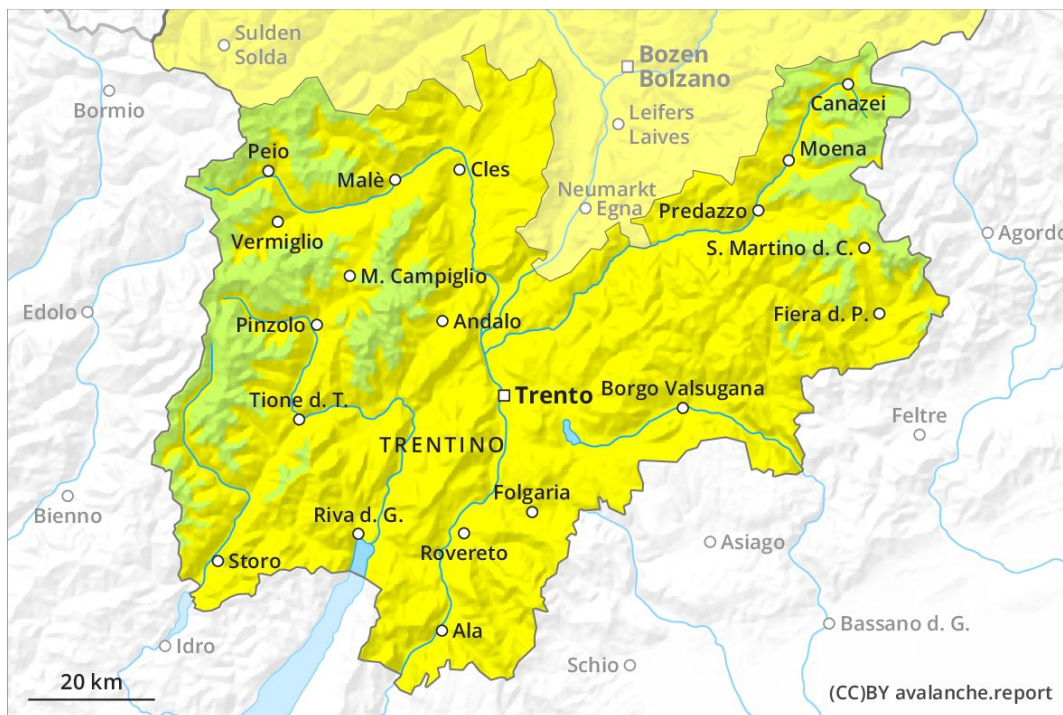 Sulden
Solda
Bozen
Bolzano
Bormio
Canazei
Leifers
Laives
Moena
Peio
Malè
Cles
Neumarkt
Egna
Predazzo
Vermiglio
S. Martino d. C.
Agordo
M. Campiglio
Edolo
Pinzolo
Andalo
Fiera d. P.
Trento
Borgo Valsugana
Tione d. T.
Feltre
TRENTINO
Bienno
Folgaria
Riva d. G.
Asiago
Rovereto
Storo
Ala
Bassano d. G.
Idro
Schio
20 km
(CC)BY avalanche.report